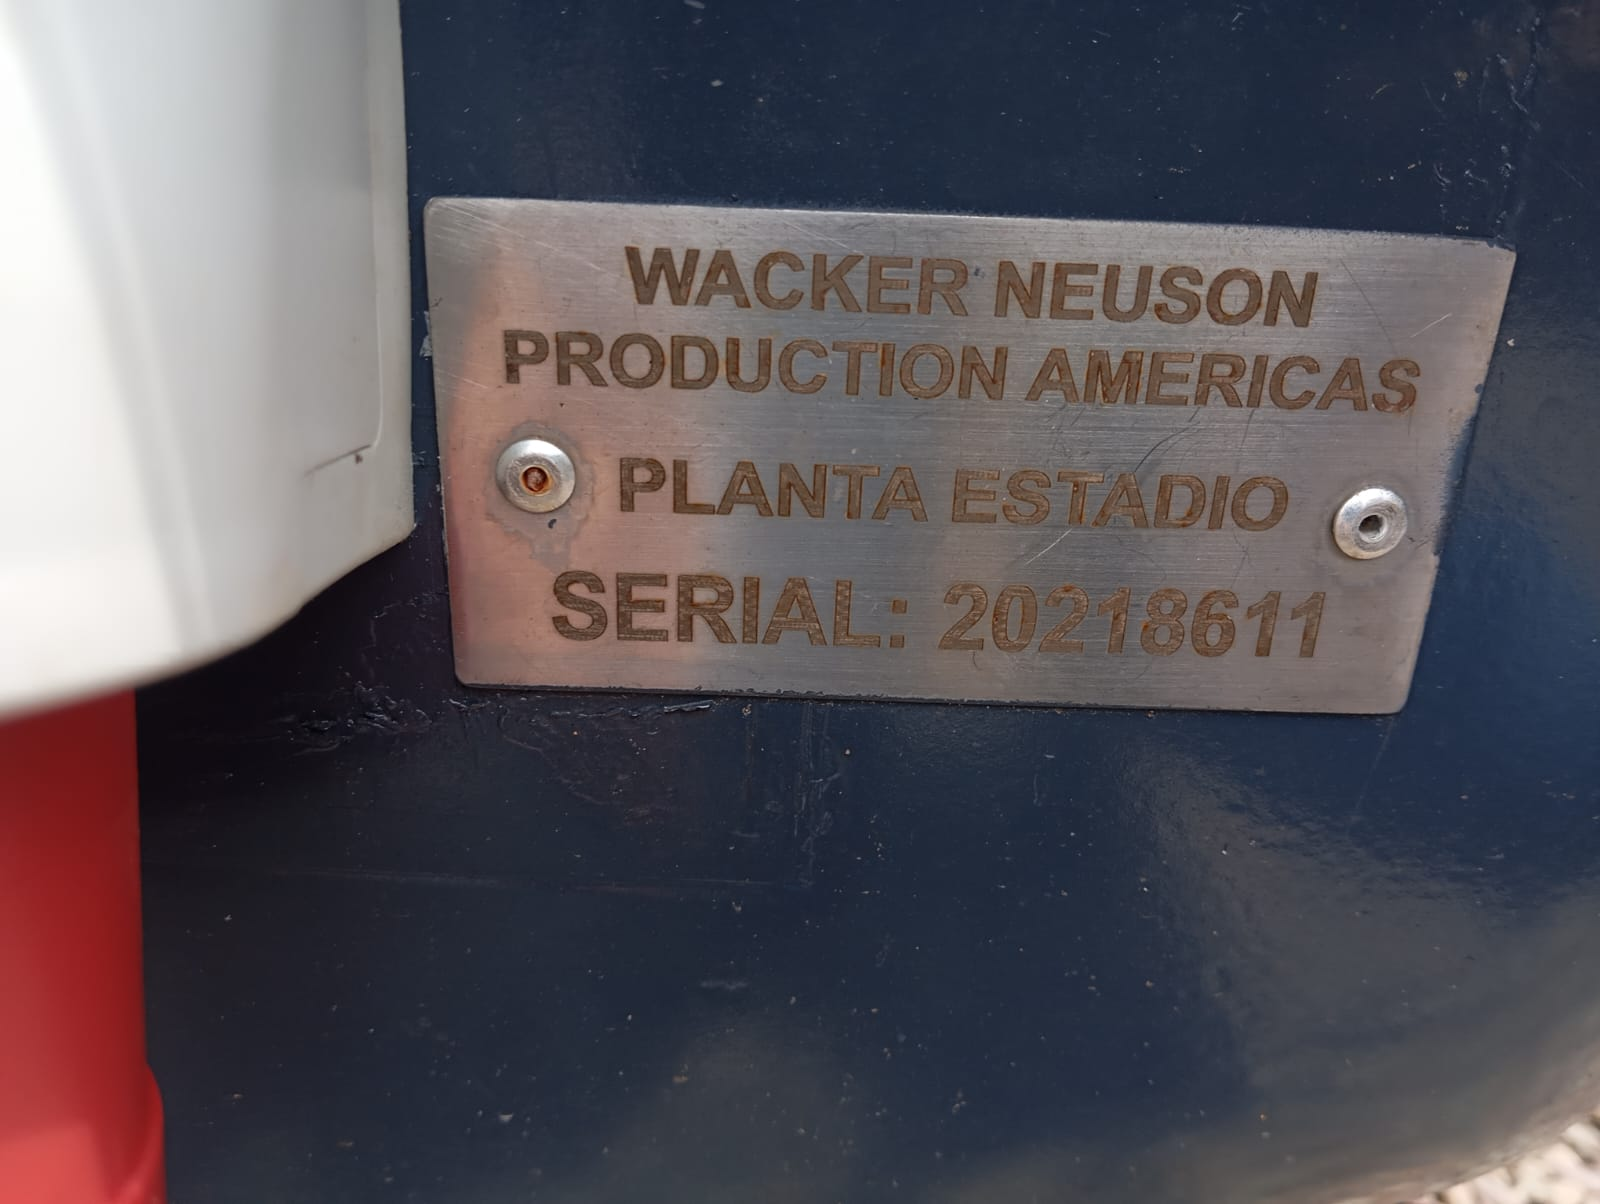 WACKER NEUSON
PRODUCTION AMERICAS
PLANTA ESTADIO
SERIAL: 20218611